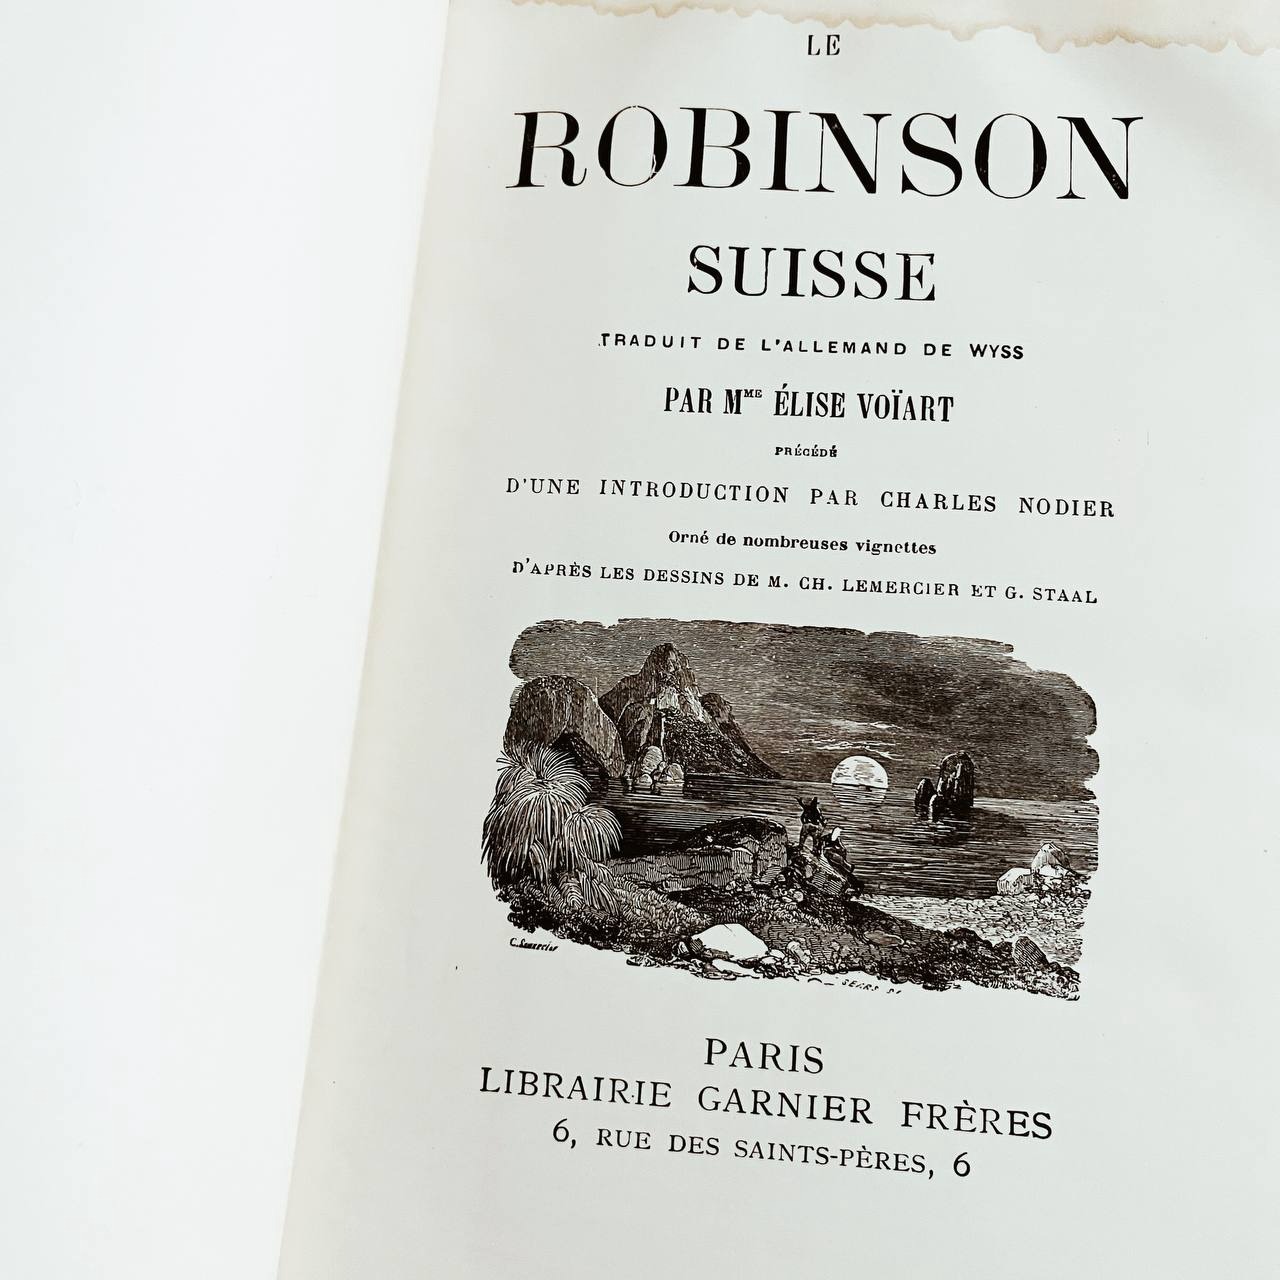 LE
ROBINSON
SUISSE
TRADUIT DE L'ALLEMAND DE WYSS
PAR MME ÉLISE VOÏART
PRÉCÉDÉ
D'UNE INTRODUCTION PAR CHARLES NODIER
Orné de nombreuses vignettes
D'APRÈS LES DESSINS DE M. CH. LEMERCIER ET G. STAAL
C. Lemercier
PARIS
LIBRAIRIE GARNIER FRÈRES
6, RUE DES SAINTS-PÈRES, 6